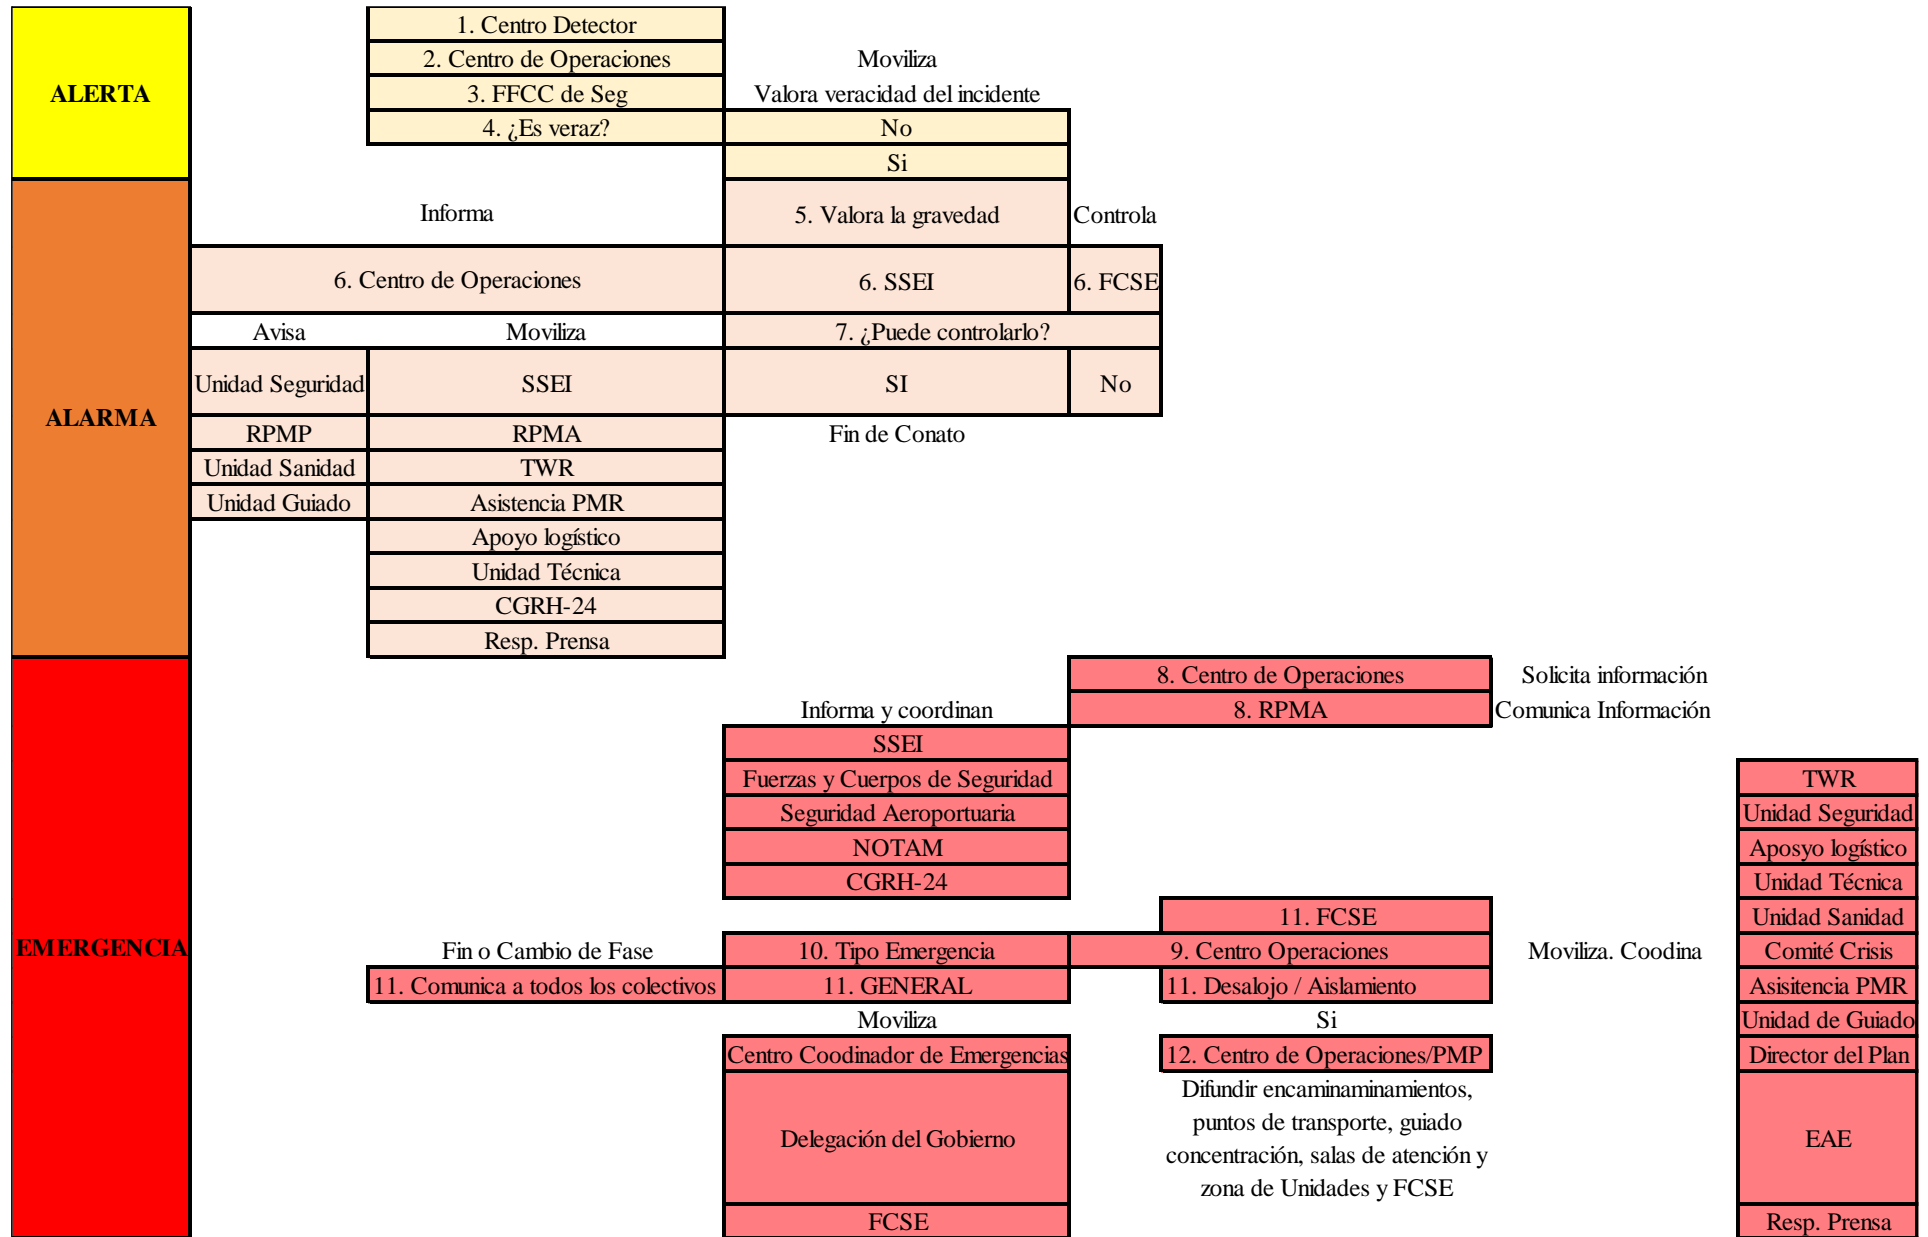 1. Centro Detector
2. Centro de Operaciones Moviliza
ALERTA
3. FFCC de Seg Valora veracidad del incidente
4. ¿Es veraz? No
Si
Informa 5. Valora la gravedad Controla
6. Centro de Operaciones 6. SSEI 6. FCSE
Avisa Moviliza 7. ¿Puede controlarlo?
Unidad Seguridad SSEI SI No
ALARMA
RPMP RPMA Fin de Conato
Unidad Sanidad TWR
Unidad Guiado Asistencia PMR
Apoyo logístico
Unidad Técnica
CGRH-24
Resp. Prensa
8. Centro de Operaciones Solicita información
Informa y coordinan 8. RPMA Comunica Información
SSEI
Fuerzas y Cuerpos de Seguridad TWR
Seguridad Aeroportuaria Unidad Seguridad
NOTAM Aposyo logístico
CGRH-24 Unidad Técnica
11. FCSE Unidad Sanidad
EMERGENCIA Fin o Cambio de Fase 10. Tipo Emergencia 9. Centro Operaciones Moviliza. Coodina Comité Crisis
11. Comunica a todos los colectivos 11. GENERAL 11. Desalojo / Aislamiento Asisitencia PMR
Moviliza Si Unidad de Guiado
Centro Coodinador de Emergencias 12. Centro de Operaciones/PMP Director del Plan
Difundir encaminaminamientos,
puntos de transporte, guiado
Delegación del Gobierno EAE
concentración, salas de atención y
zona de Unidades y FCSE
FCSE Resp. Prensa